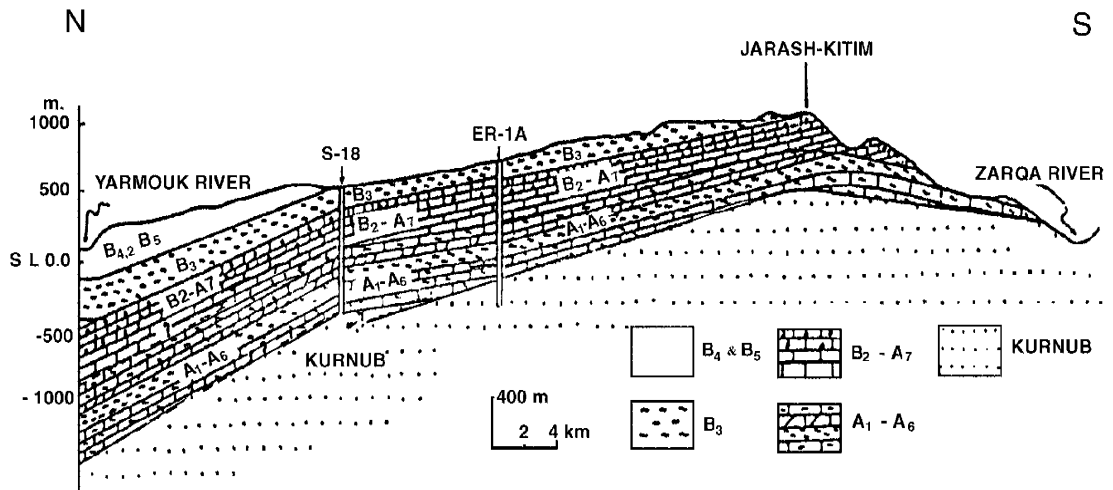 N S
JARASH-KITIM
m.
1000
ER-1A
S-18
B3
YARMOUK RIVER
500
B3
B2 - A7
ZARQA RIVER
B2 - A7
A1-A6
B4,2 B5
S L 0.0
B3
B2-A7
A1-A6
-500
A1-A6
KURNUB
B4 & B5
B2 - A7
KURNUB
-1000
400 m
2 4 km
B3
A1 - A6